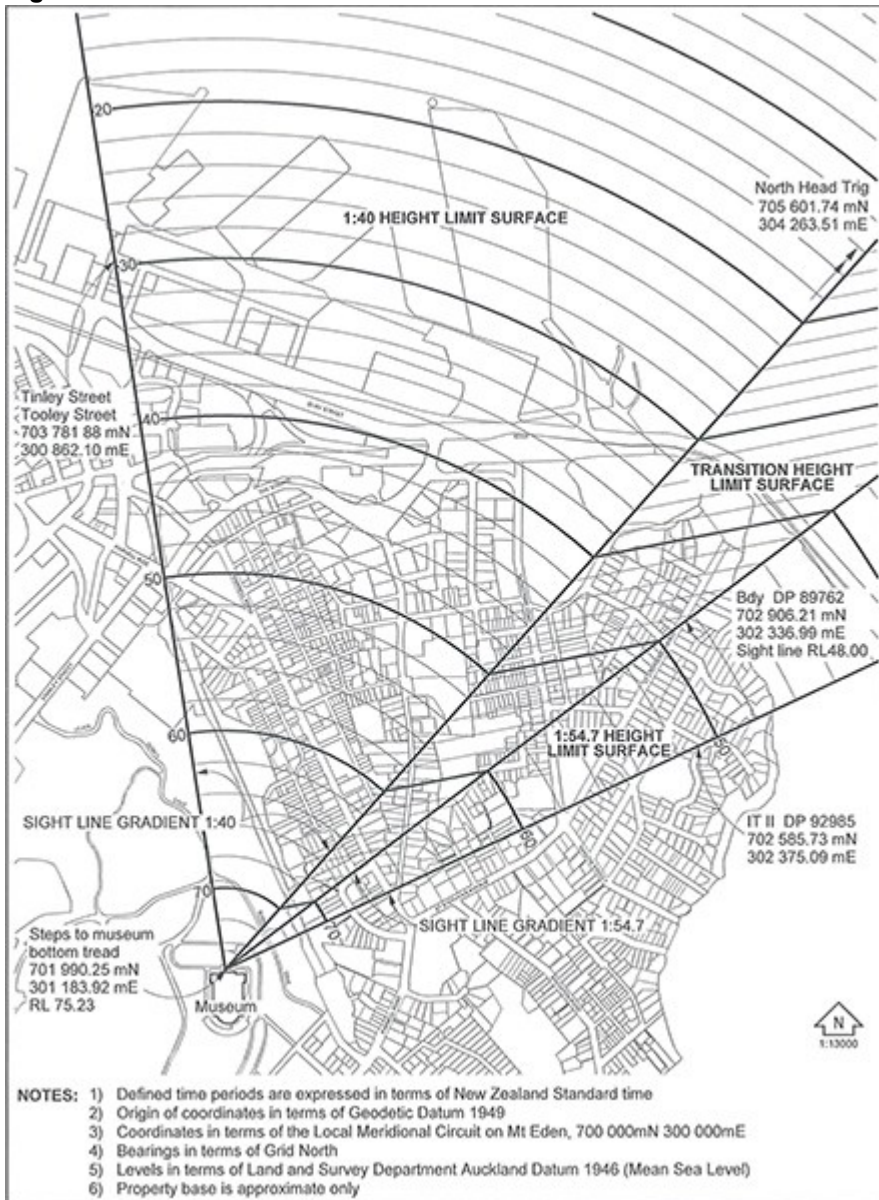 20
1:40 HEIGHT LIMIT SURFACE
North Head Trig
705 601.74 mN
304 263.51 mE
30
Tinley Street
Tooley Street
703 781 88 mN
300 862.10 mE
40
TRANSITION HEIGHT
LIMIT SURFACE
50
Bdy DP 89762
702 906.21 mN
302 336.99 mE
Sight line RL48.00
60
1:54.7 HEIGHT
LIMIT SURFACE
50
SIGHT LINE GRADIENT 1:40
60
IT II DP 92985
702 585.73 mN
302 375.09 mE
70
SIGHT LINE GRADIENT 1:54.7
70
Steps to museum
bottom tread
701 990.25 mN
301 183.92 mE
RL 75.23
Museum
N
1:13000
NOTES: 1) Defined time periods are expressed in terms of New Zealand Standard time
2) Origin of coordinates in terms of Geodetic Datum 1949
3) Coordinates in terms of the Local Meridional Circuit on Mt Eden, 700 000mN 300 000mE
4) Bearings in terms of Grid North
5) Levels in terms of Land and Survey Department Auckland Datum 1946 (Mean Sea Level)
6) Property base is approximate only